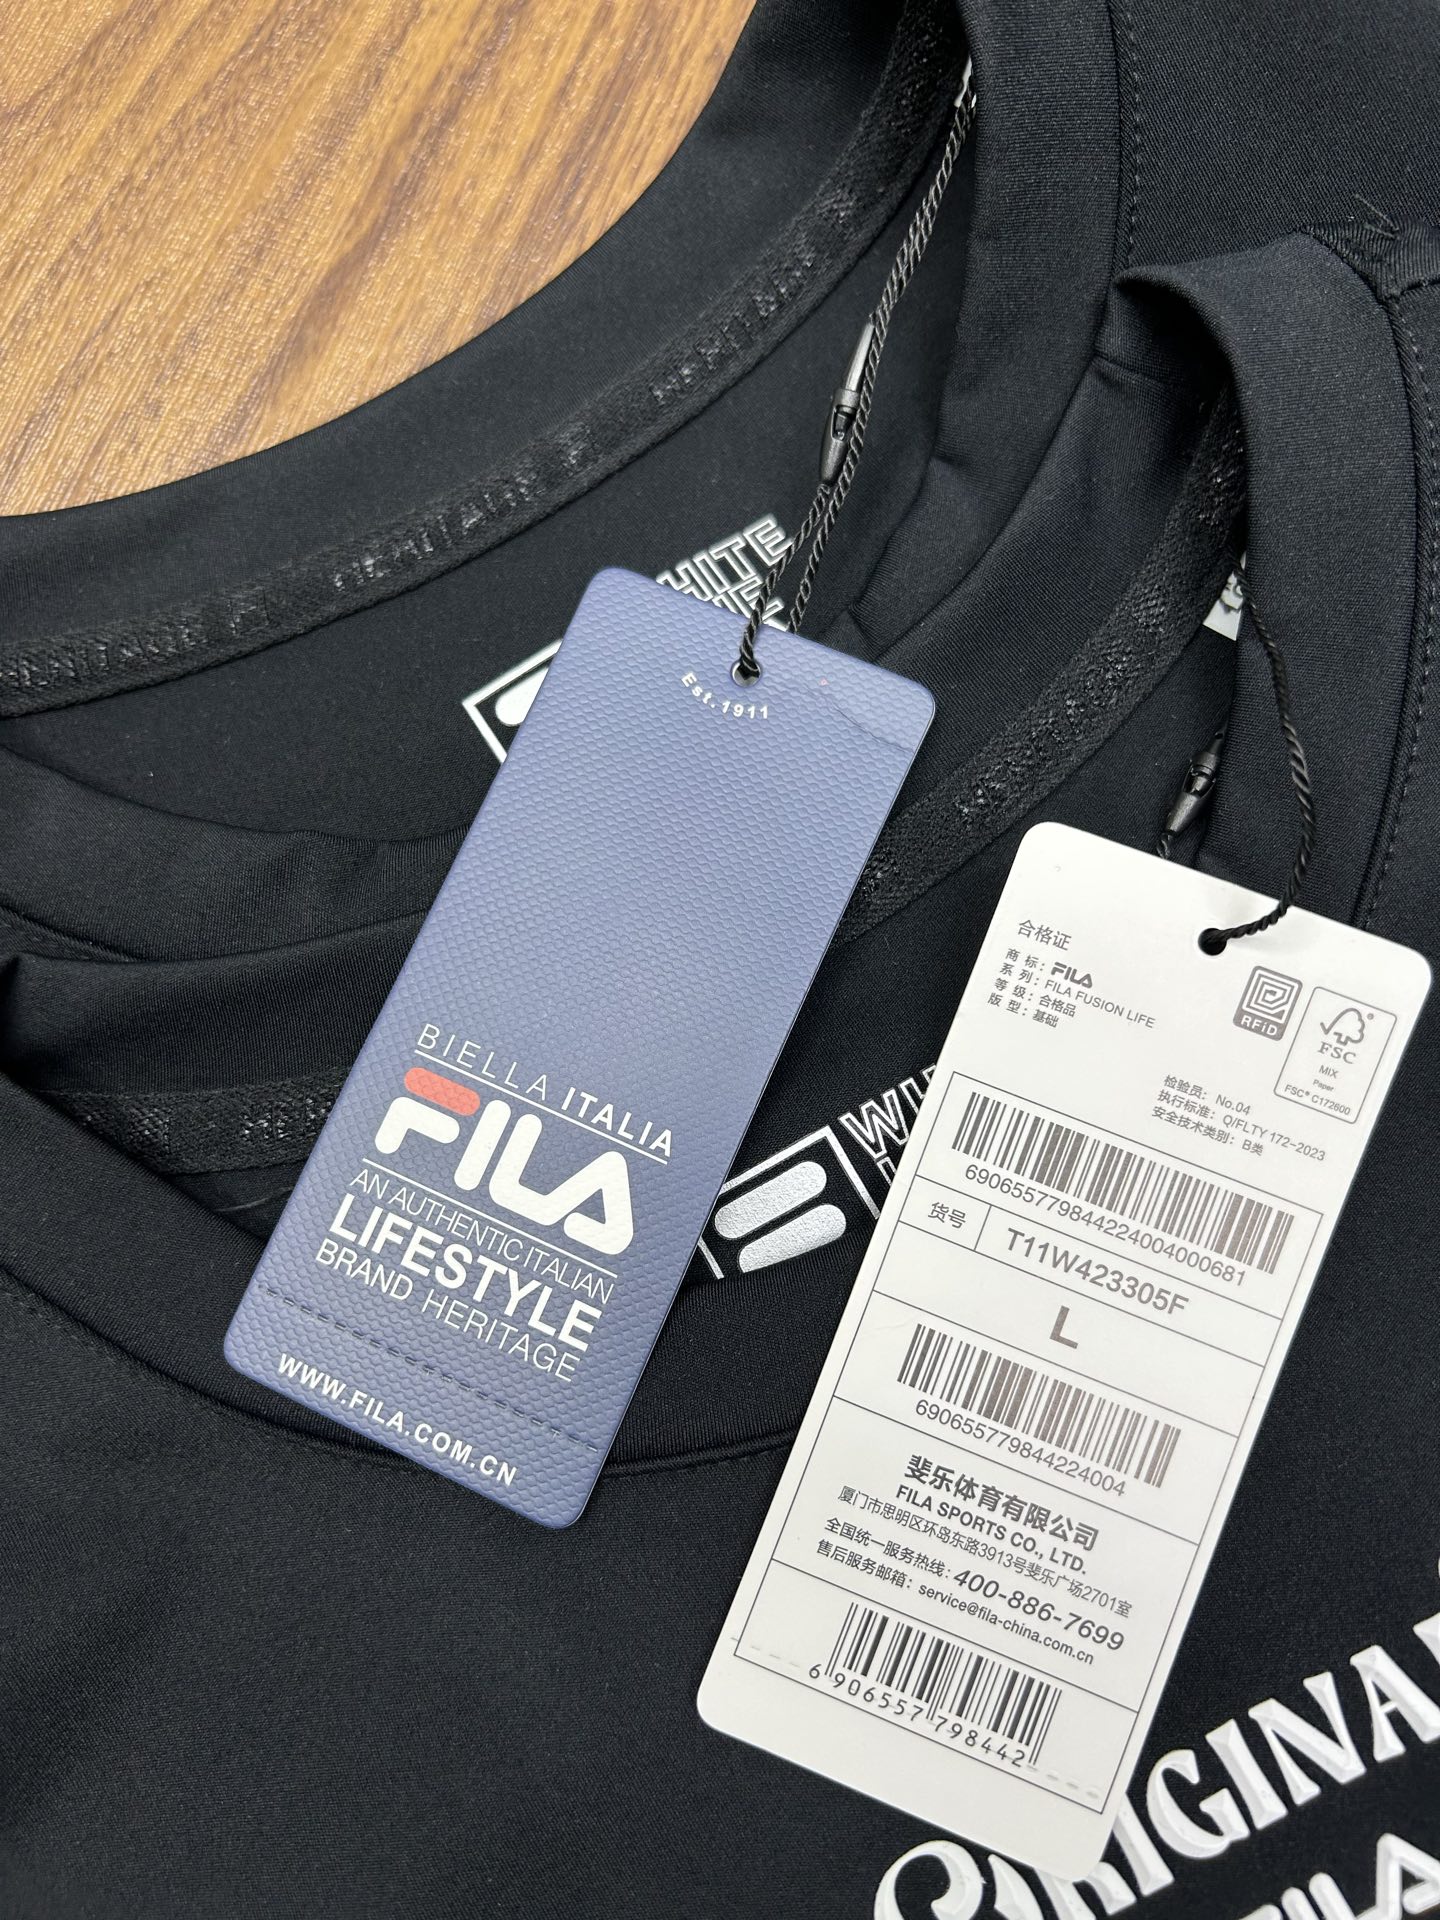 HERITAGE
HITE
Est.1911
BIELLA ITALIA
FILA
AN AUTHENTIC ITALIAN
LIFESTYLE
BRAND HERITAGE
WWW.FILA.COM.CN
合格证
商标：FILA
系列：FILA FUSION LIFE
等级：合格品
版型：基础
RFiD
FSC®
MIX
Paper
FSC® C172600
检验员：No.04
执行标准：Q/FLTY 172-2023
安全技术类别：B类
6906557798442240040000681
货号
T11W423305F
L
690655779844224004
斐乐体育有限公司
FILA SPORTS CO., LTD.
厦门市思明区环岛东路3913号斐乐广场2701室
全国统一服务热线：400-886-7699
售后服务邮箱：service@fila-china.com.cn
6 906557 798442
ORIGINA
FILA